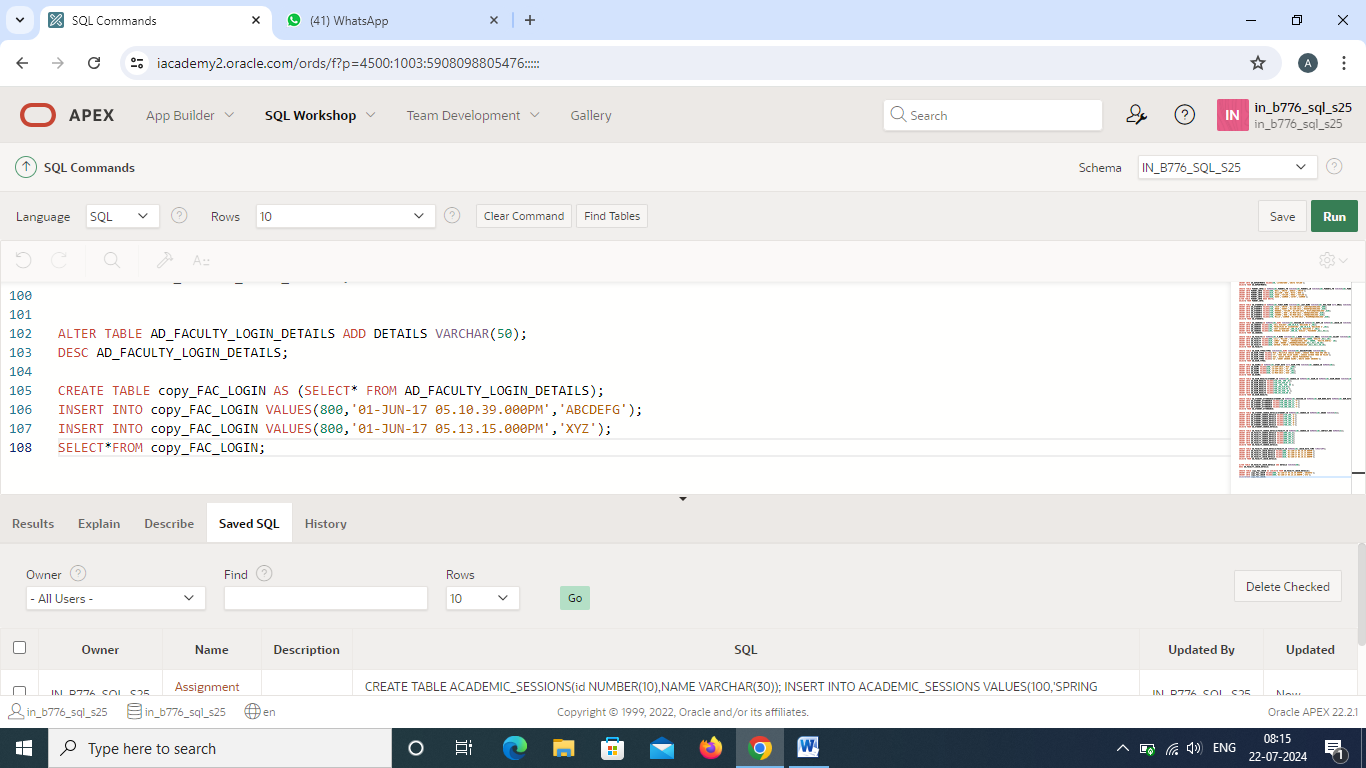 SQL Commands
(41) WhatsApp
iacademy2.oracle.com/ords/f?p=4500:1003:5908098805476:::::
A
APEX
App Builder
SQL Workshop
Team Development
Gallery
Search
IN
in_b776_sql_s25
in_b776_sql_s25
SQL Commands
Schema
IN_B776_SQL_S25
Language
SQL
Rows
10
Clear Command
Find Tables
Save
Run
100
101
102 ALTER TABLE AD_FACULTY_LOGIN_DETAILS ADD DETAILS VARCHAR(50);
103 DESC AD_FACULTY_LOGIN_DETAILS;
104
105 CREATE TABLE copy_FAC_LOGIN AS (SELECT* FROM AD_FACULTY_LOGIN_DETAILS);
106 INSERT INTO copy_FAC_LOGIN VALUES(800,'01-JUN-17 05.10.39.000PM','ABCDEFG');
107 INSERT INTO copy_FAC_LOGIN VALUES(800,'01-JUN-17 05.13.15.000PM','XYZ');
108 SELECT*FROM copy_FAC_LOGIN;
Results
Explain
Describe
Saved SQL
History
Owner
Find
Rows
- All Users -
10
Go
Delete Checked
Owner
Name
Description
SQL
Updated By
Updated
IN_B776_SQL_S25
Assignment
CREATE TABLE ACADEMIC_SESSIONS(id NUMBER(10),NAME VARCHAR(30)); INSERT INTO ACADEMIC_SESSIONS VALUES(100,'SPRING
IN_B776_SQL_S25
Now
in_b776_sql_s25
in_b776_sql_s25
en
Copyright © 1999, 2022, Oracle and/or its affiliates.
Oracle APEX 22.2.1
Type here to search
ENG
08:15
22-07-2024
1